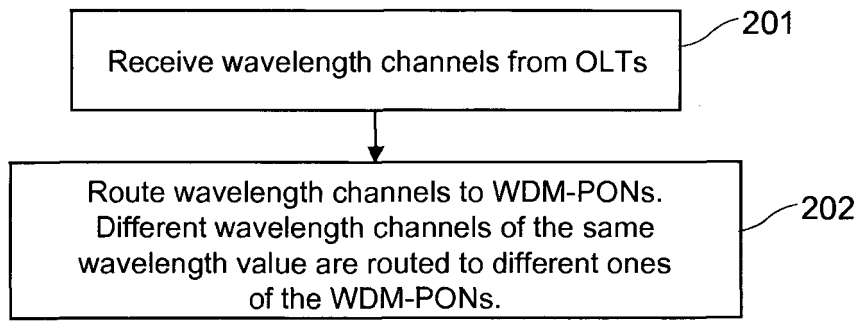 201
Receive wavelength channels from OLTs
Route wavelength channels to WDM-PONs.
Different wavelength channels of the same
wavelength value are routed to different ones
of the WDM-PONs.
202